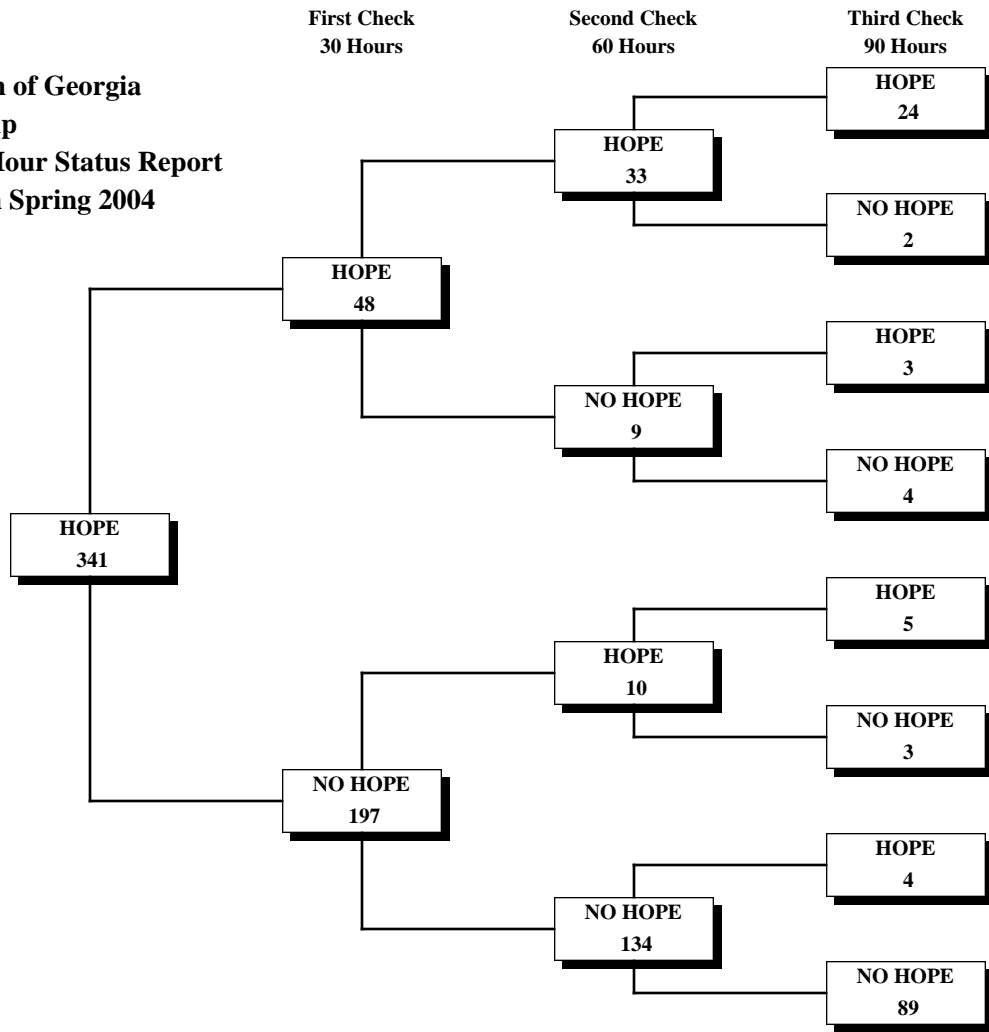 First Check
30 Hours
Second Check
60 Hours
Third Check
90 Hours
of Georgia
Hour Status Report
Spring 2004
HOPE
341
HOPE
48
NO HOPE
197
HOPE
33
NO HOPE
9
HOPE
10
NO HOPE
134
HOPE
24
NO HOPE
2
HOPE
3
NO HOPE
4
HOPE
5
NO HOPE
3
HOPE
4
NO HOPE
89